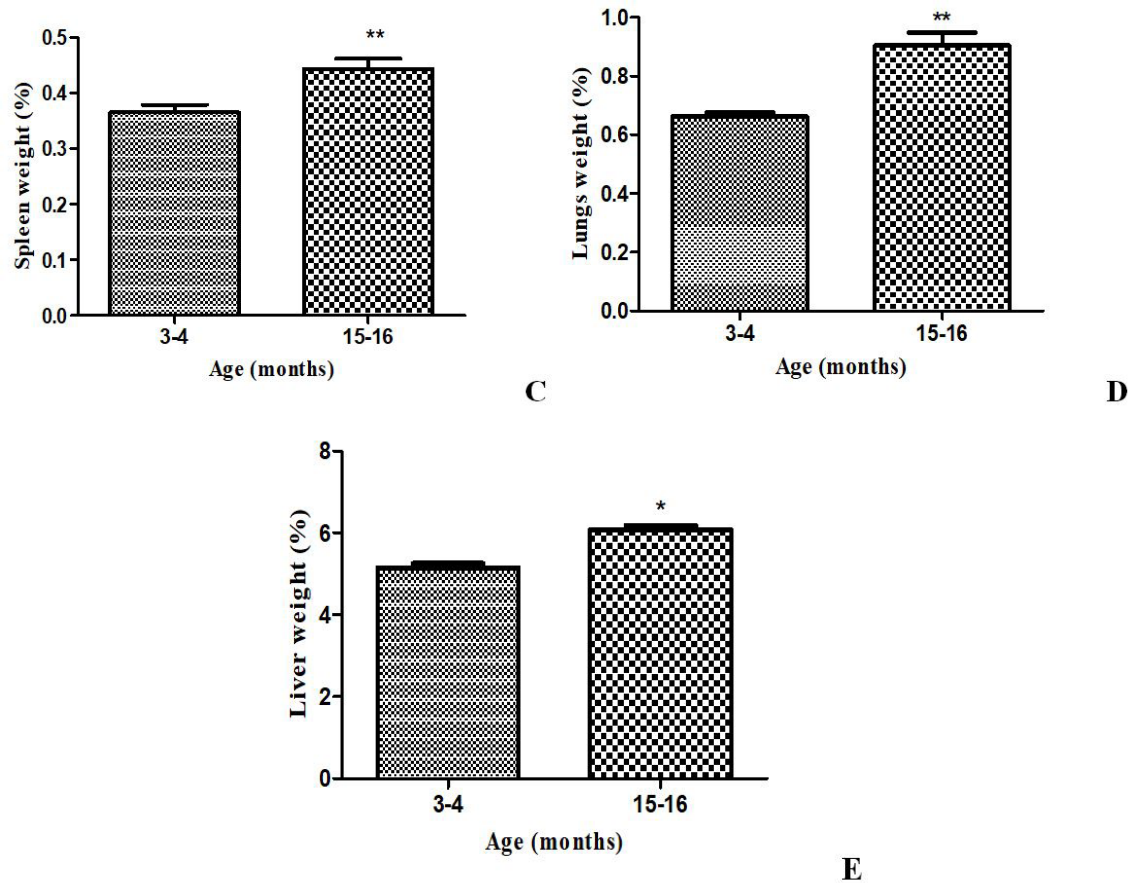 Spleen weight (%)
0.5
0.4
0.3
0.2
0.1
0.0
**
3-4
15-16
Age (months)
C
Lungs weight (%)
1.0
0.8
0.6
0.4
0.2
0.0
**
3-4
15-16
Age (months)
D
Liver weight (%)
8
6
4
2
0
*
3-4
15-16
Age (months)
E